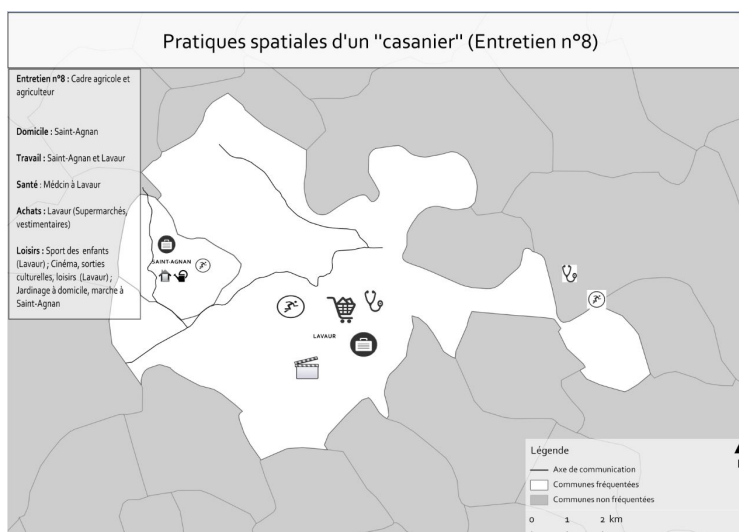 Pratiques spatiales d'un "casanier" (Entretien n°8)
Entretien n°8 : Cadre agricole et
agriculteur
Domicile : Saint-Agnan
Travail : Saint-Agnan et Lavaur
Santé : Médcin à Lavaur
Achats : Lavaur (Supermarchés,
vestimentaires)
Loisirs : Sport des enfants
(Lavaur) ; Cinéma, sorties
culturelles, loisirs (Lavaur) ;
Jardinage à domicile, marche à
Saint-Agnan
SAINT-AGNAN
LAVAUR
Légende
Axe de communication
Communes fréquentées
Communes non fréquentées
0 1 2 km